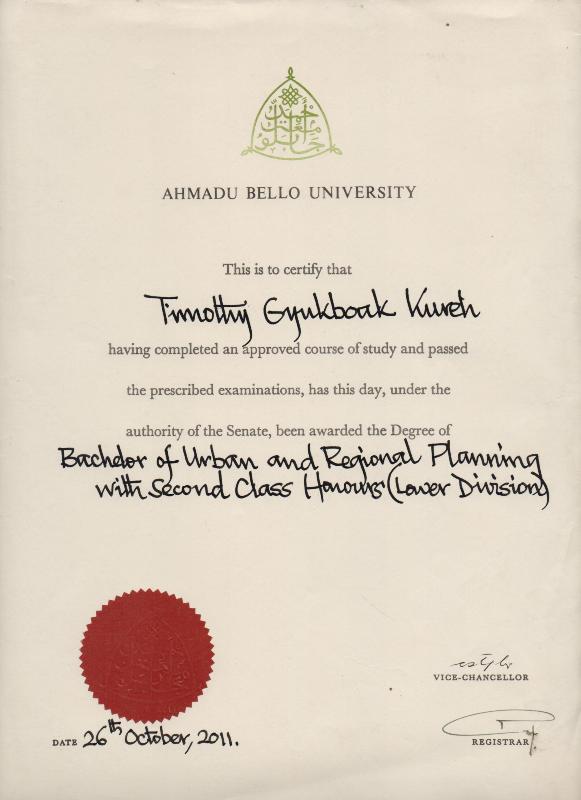 AHMADU BELLO UNIVERSITY
This is to certify that
Timothy Gyukboak Kureh
having completed an approved course of study and passed
the prescribed examinations, has this day, under the
authority of the Senate, been awarded the Degree of
Bachelor of Urban and Regional Planning
with Second Class Honours (Lower Division)
VICE-CHANCELLOR
REGISTRAR
DATE 26th October, 2011.